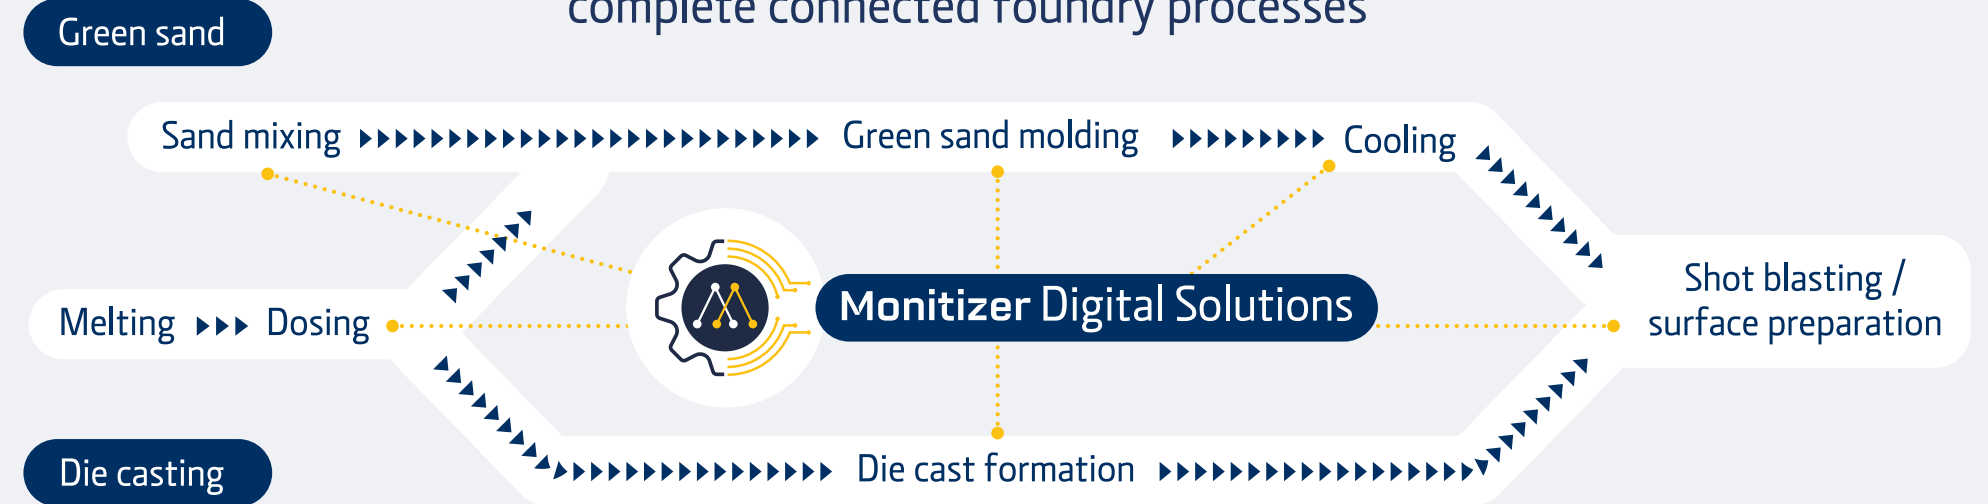 complete connected foundry processes
Green sand
Sand mixing
Green sand molding
Cooling
Melting
Dosing
Monitizer Digital Solutions
Shot blasting /
surface preparation
Die cast formation
Die casting